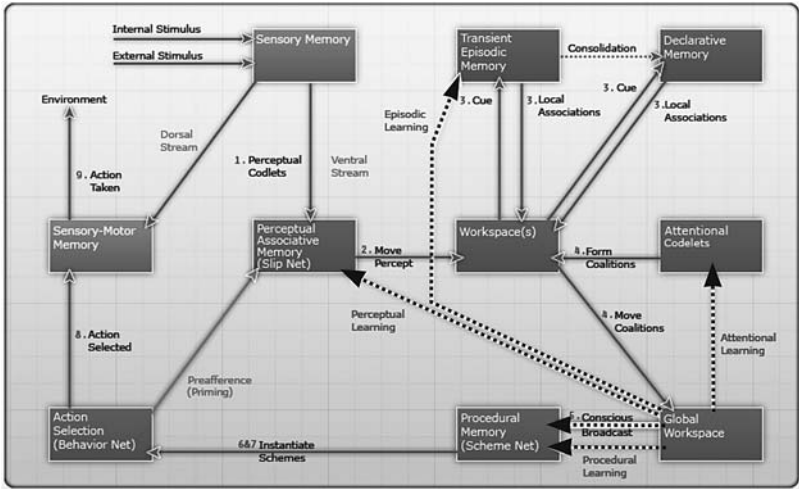 Internal Stimulus
External Stimulus
Sensory Memory
Transient
Episodic
Memory
Consolidation
Declarative
Memory
Environment
Dorsal
Stream
1. Perceptual
Codlets
Ventral
Stream
Episodic
Learning
3. Cue
3. Local
Associations
3. Cue
3. Local
Associations
9. Action
Taken
Sensory-Motor
Memory
Perceptual
Associative
Memory
(Slip Net)
2. Move
Percept
Workspace(s)
4. Form
Coalitions
Attentional
Codelets
8. Action
Selected
Perceptual
Learning
4. Move
Coalitions
Attentional
Learning
Preafference
(Priming)
Action
Selection
(Behavior Net)
6&7 Instantiate
Schemes
Procedural
Memory
(Scheme Net)
5. Conscious
Broadcast
Procedural
Learning
Global
Workspace